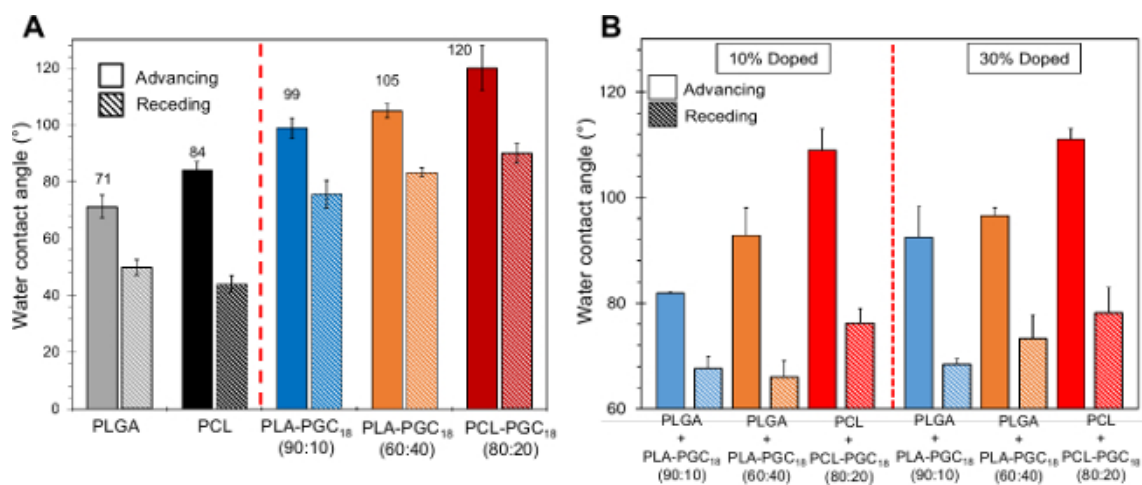 A
Water contact angle (°)
120
100
80
60
40
20
0
Advancing
Receding
71
84
99
105
120
PLGA
PCL
PLA-PGC₁₈
(90:10)
PLA-PGC₁₈
(60:40)
PCL-PGC₁₈
(80:20)
B
Water contact angle (°)
120
100
80
60
10% Doped
30% Doped
Advancing
Receding
PLGA
+
PLA-PGC₁₈
(90:10)
PLGA
+
PLA-PGC₁₈
(60:40)
PCL
+
PCL-PGC₁₈
(80:20)
PLGA
+
PLA-PGC₁₈
(90:10)
PLGA
+
PLA-PGC₁₈
(60:40)
PCL
+
PCL-PGC₁₈
(80:20)